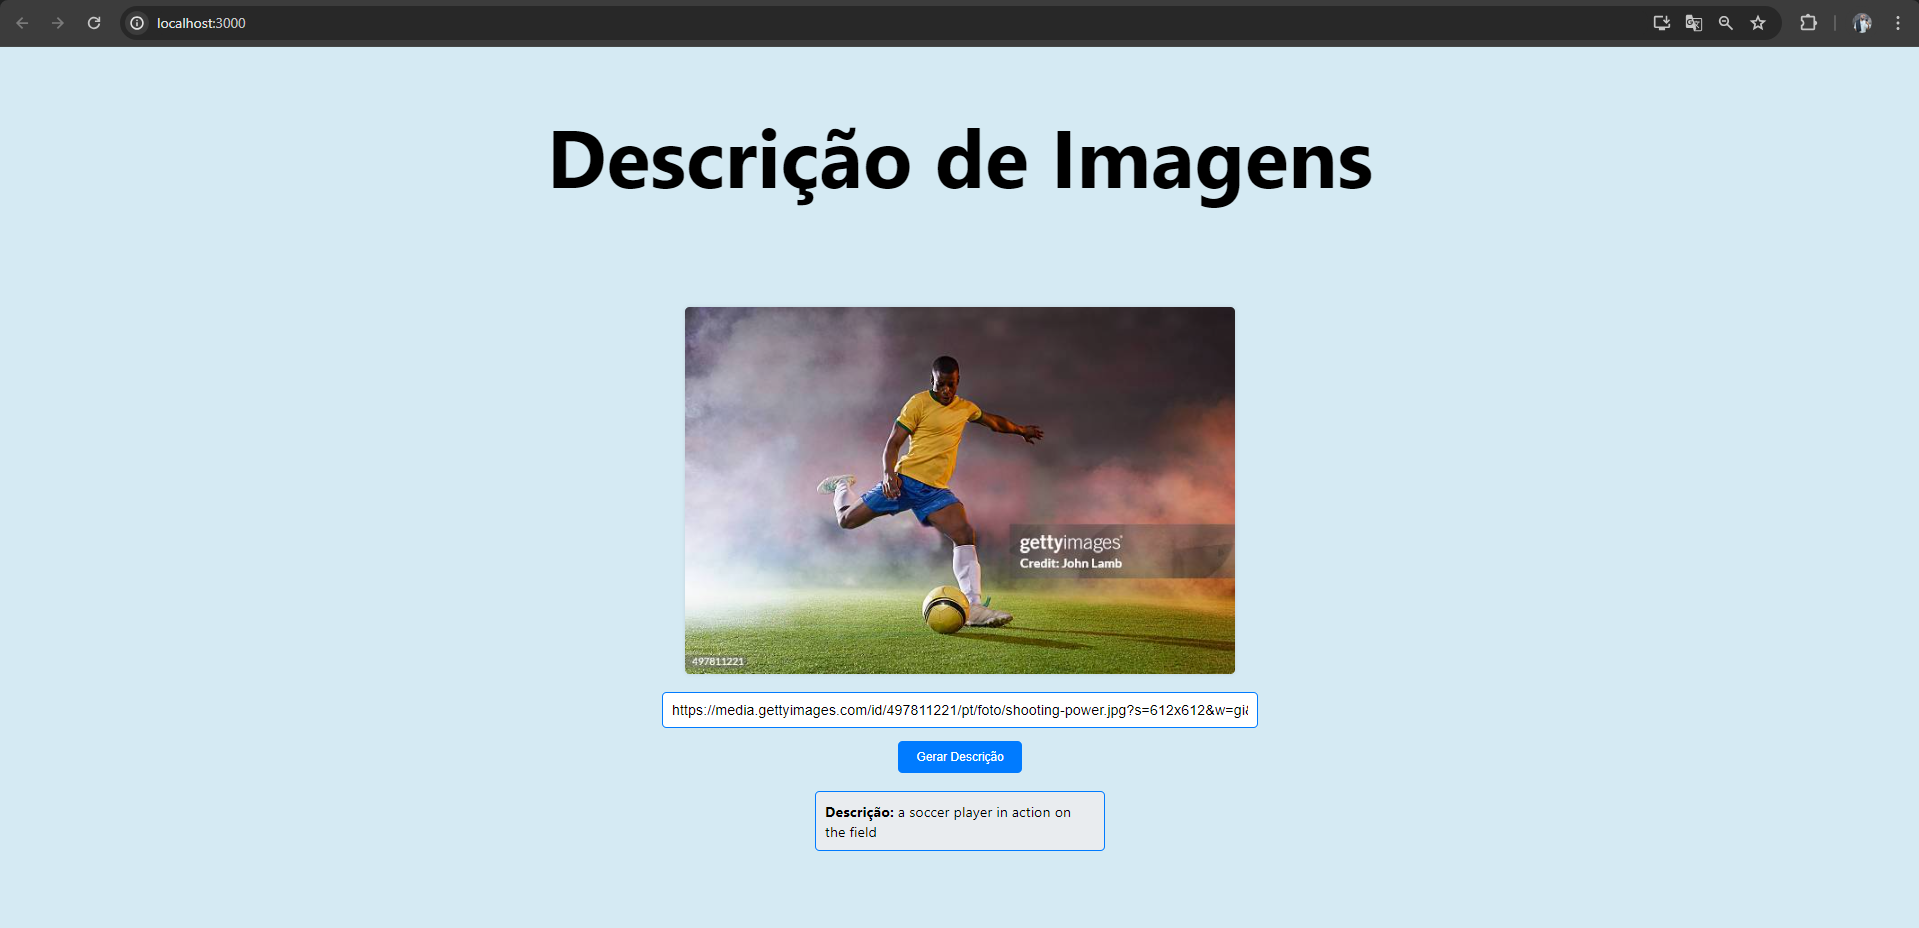 localhost:3000
Descrição de Imagens
gettyimages
Credit: John Lamb
497811221
https://media.gettyimages.com/id/497811221/pt/foto/shooting-power.jpg?s=612x612&w=gi&
Gerar Descrição
Descrição: a soccer player in action on
the field